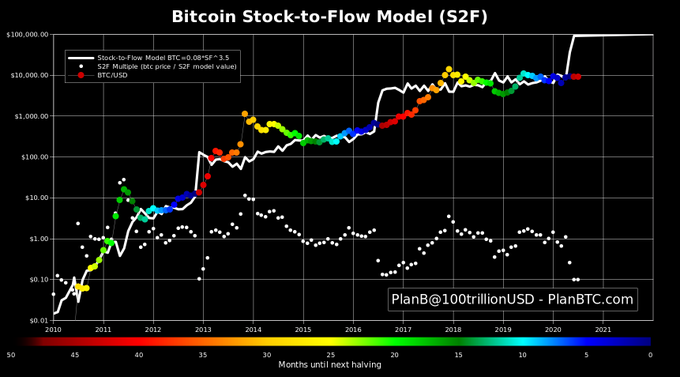 Bitcoin Stock-to-Flow Model (S2F)
$100,000.00
Stock-to-Flow Model BTC=0.08*SF^3.5
S2F Multiple (btc price / S2F model value)
BTC/USD
$10,000.00
$1,000.00
$100.00
$10.00
$1.00
$0.10
$0.01
PlanB@100trillionUSD - PlanBTC.com
2010 2011 2012 2013 2014 2015 2016 2017 2018 2019 2020 2021
50 45 40 35 30 25 20 15 10 5 0
Months until next halving